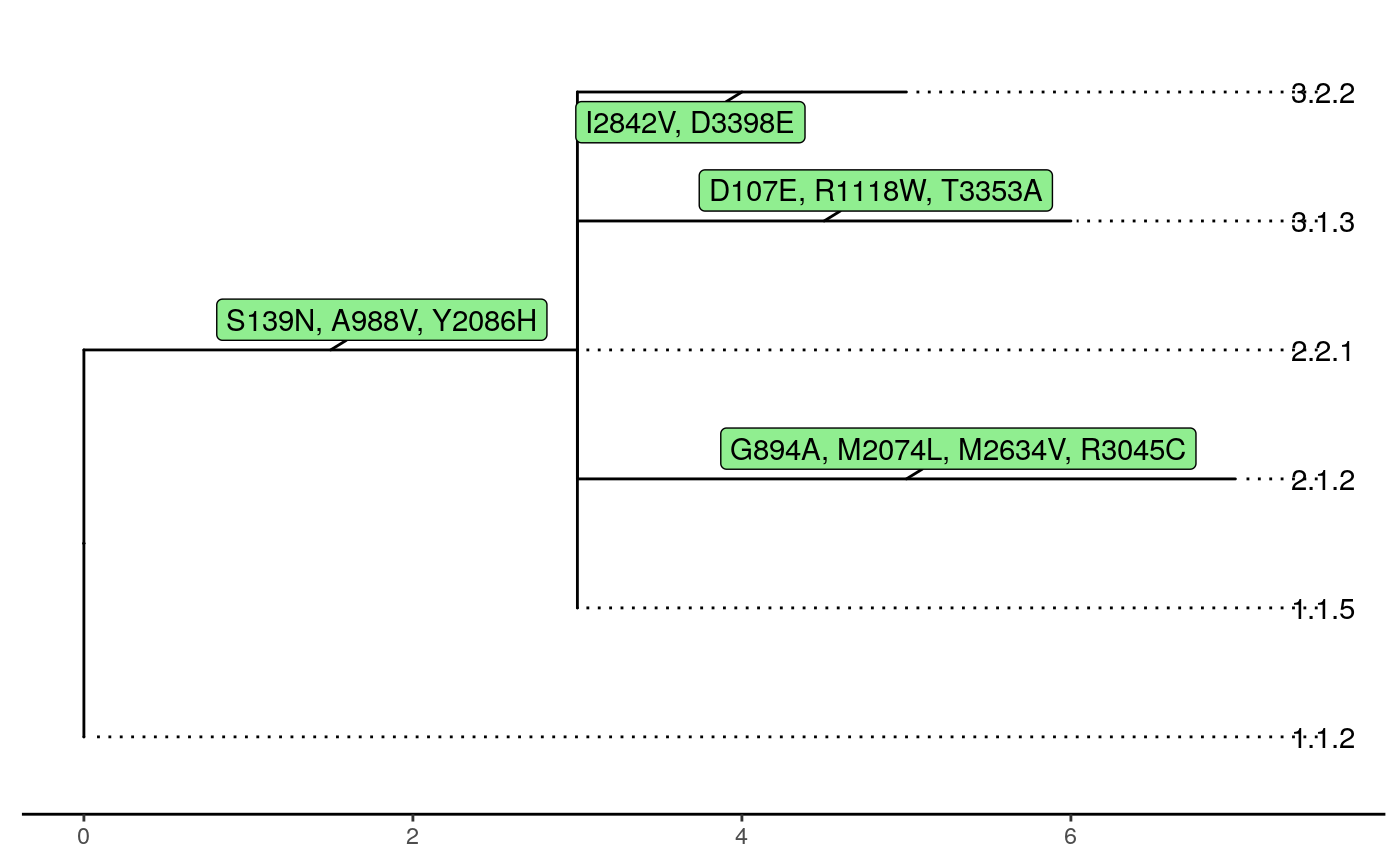 3.2.2
I2842V, D3398E
D107E, R1118W, T3353A
3.1.3
S139N, A988V, Y2086H
2.2.1
G894A, M2074L, M2634V, R3045C
2.1.2
1.1.5
1.1.2
0 2 4 6